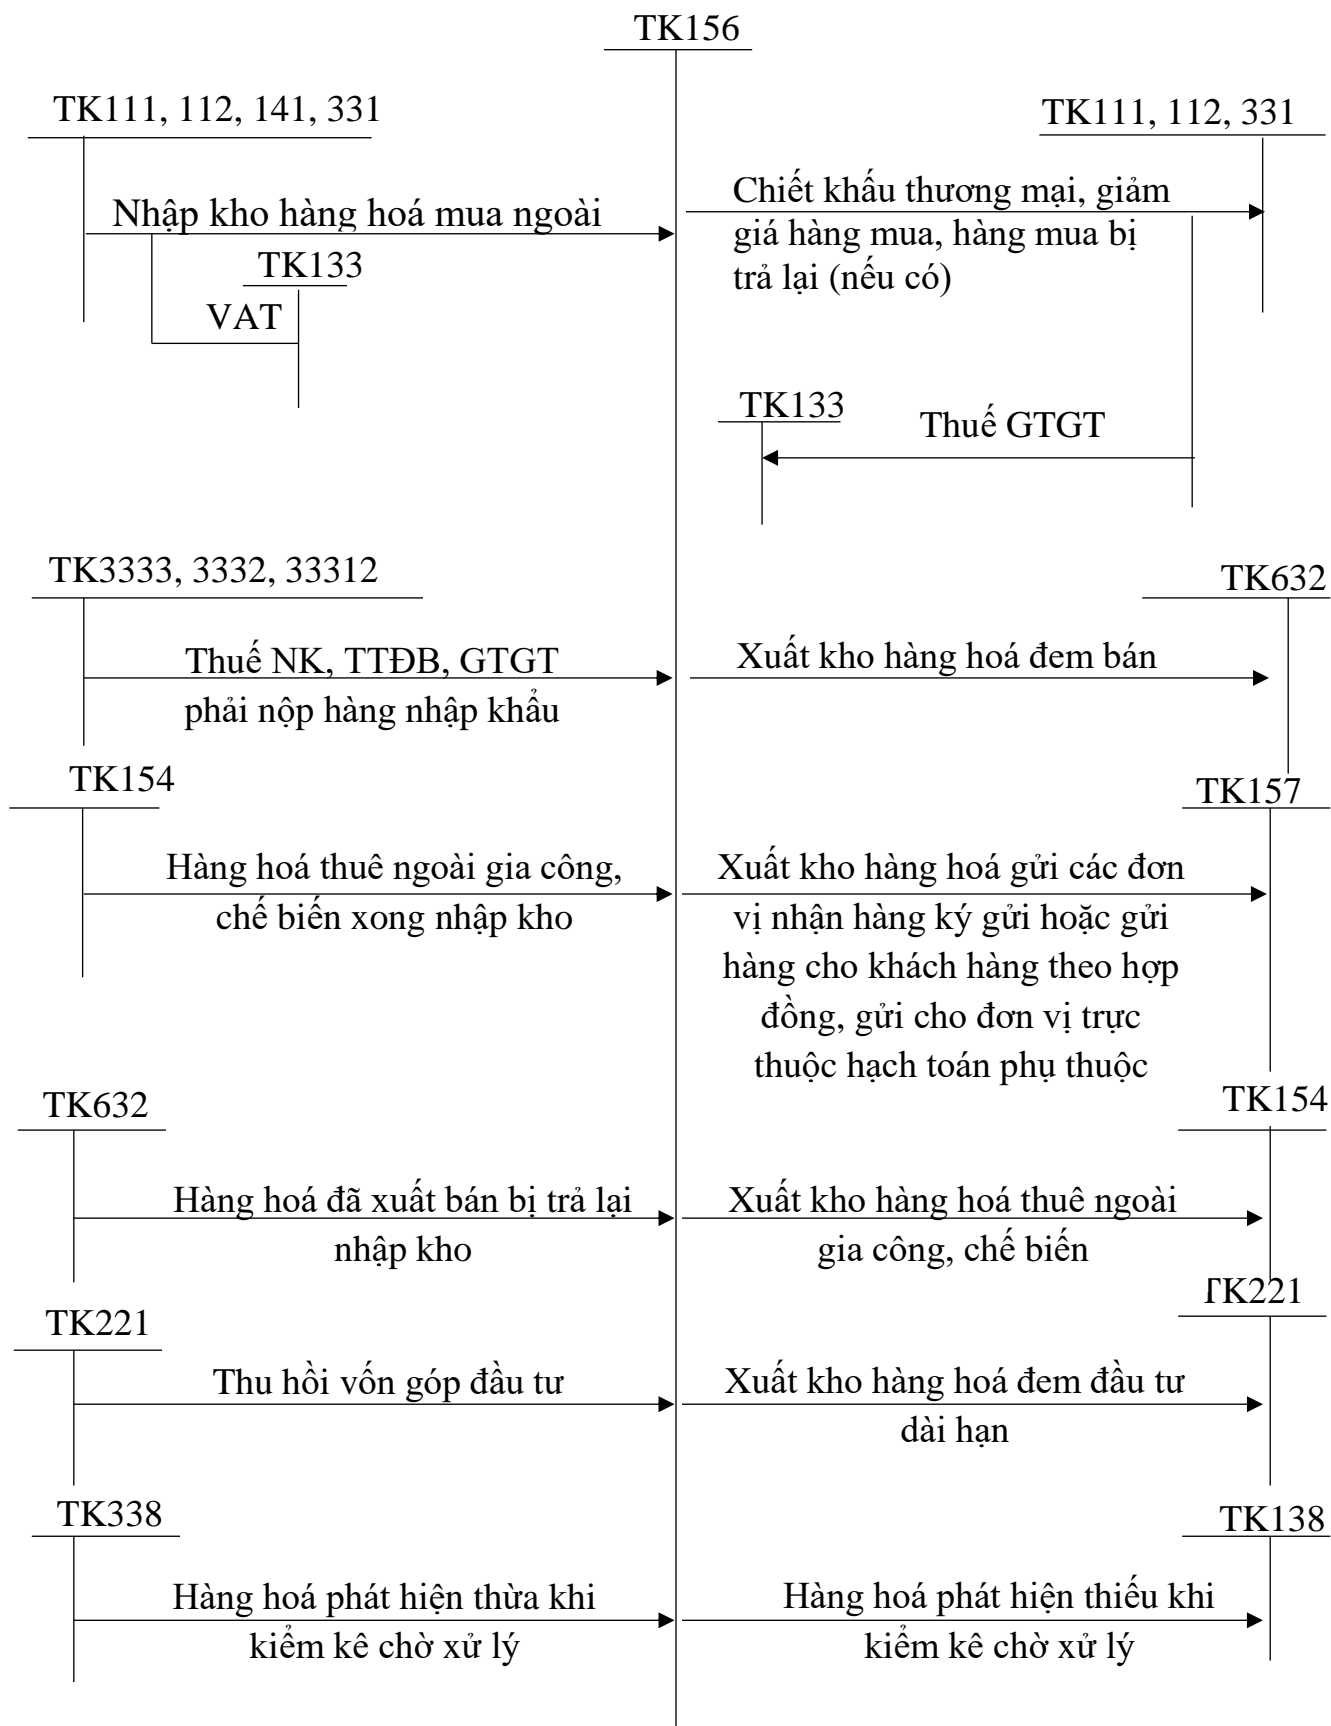 TK156
TK111, 112, 141, 331
TK111, 112, 331
Nhập kho hàng hoá mua ngoài
Chiết khấu thương mại, giảm
giá hàng mua, hàng mua bị
trả lại (nếu có)
TK133
VAT
TK133
Thuế GTGT
TK3333, 3332, 33312
TK632
Thuế NK, TTĐB, GTGT
phải nộp hàng nhập khẩu
Xuất kho hàng hoá đem bán
TK154
TK157
Hàng hoá thuê ngoài gia công,
chế biến xong nhập kho
Xuất kho hàng hoá gửi các đơn
vị nhận hàng ký gửi hoặc gửi
hàng cho khách hàng theo hợp
đồng, gửi cho đơn vị trực
thuộc hạch toán phụ thuộc
TK632
TK154
Hàng hoá đã xuất bán bị trả lại
nhập kho
Xuất kho hàng hoá thuê ngoài
gia công, chế biến
TK221
TK221
Thu hồi vốn góp đầu tư
Xuất kho hàng hoá đem đầu tư
dài hạn
TK338
TK138
Hàng hoá phát hiện thừa khi
kiểm kê chờ xử lý
Hàng hoá phát hiện thiếu khi
kiểm kê chờ xử lý